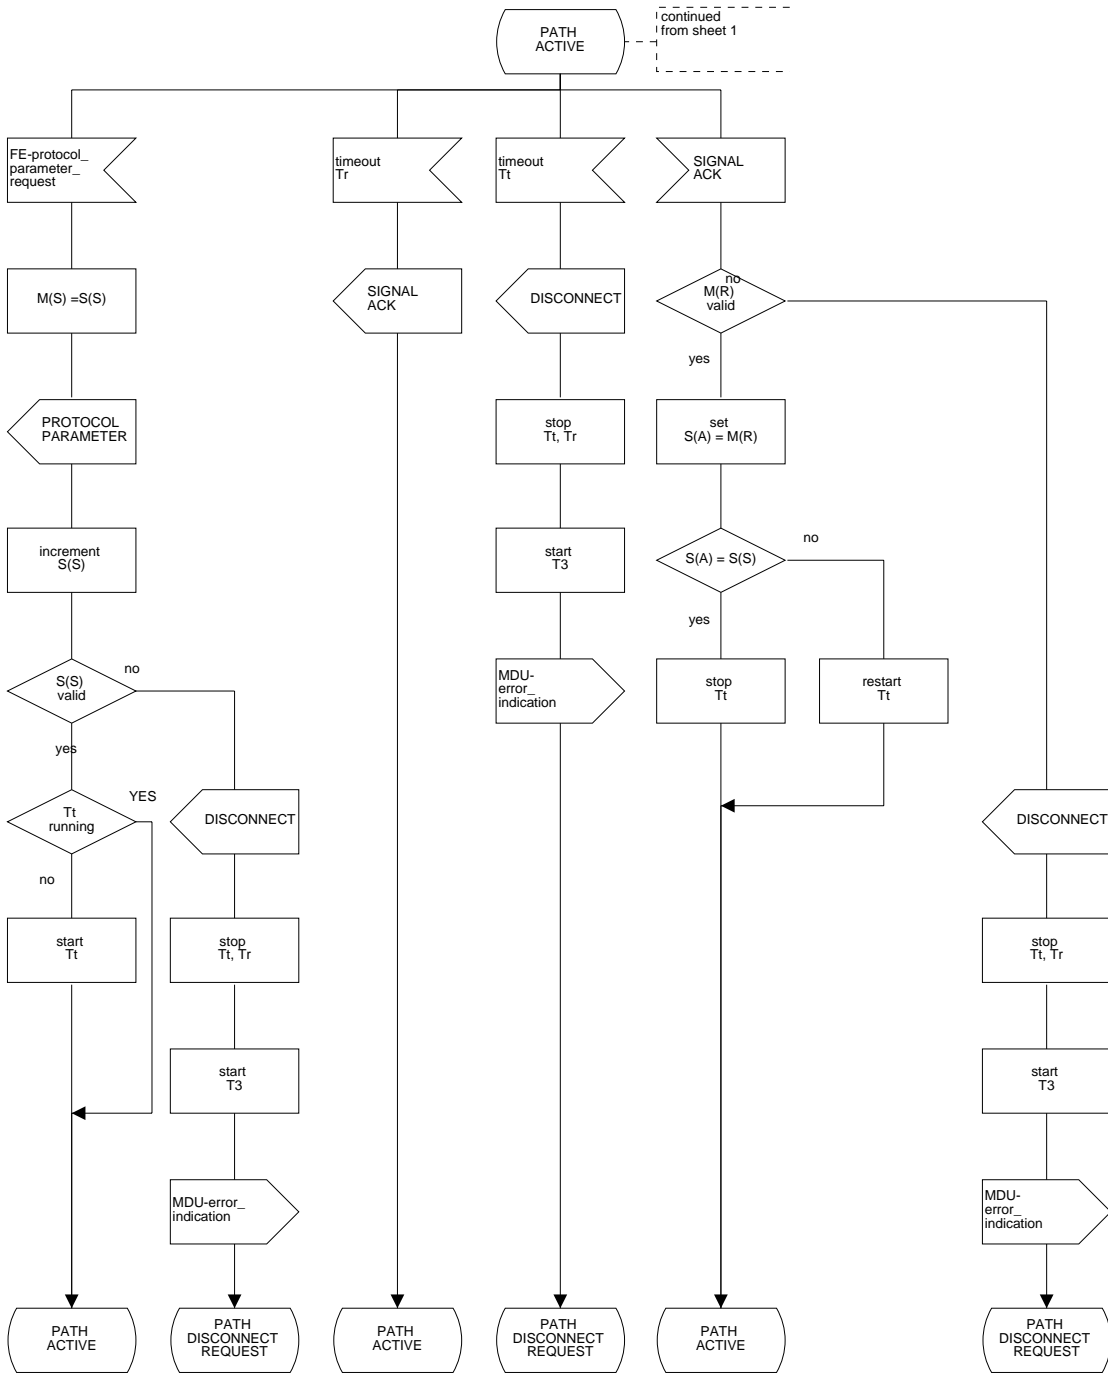 PATH
ACTIVE
continued
from sheet 1
FE-protocol_
parameter_
request
timeout
Tr
timeout
Tt
SIGNAL
ACK
M(S) =S(S)
SIGNAL
ACK
DISCONNECT
no
M(R)
valid
yes
PROTOCOL
PARAMETER
stop
Tt, Tr
set
S(A) = M(R)
increment
S(S)
start
T3
S(A) = S(S)
no
yes
S(S)
valid
no
yes
MDU-
error_
indication
stop
Tt
restart
Tt
Tt
running
YES
no
DISCONNECT
DISCONNECT
start
Tt
stop
Tt, Tr
stop
Tt, Tr
start
T3
start
T3
MDU-error_
indication
MDU-
error_
indication
PATH
ACTIVE
PATH
DISCONNECT
REQUEST
PATH
ACTIVE
PATH
DISCONNECT
REQUEST
PATH
ACTIVE
PATH
DISCONNECT
REQUEST